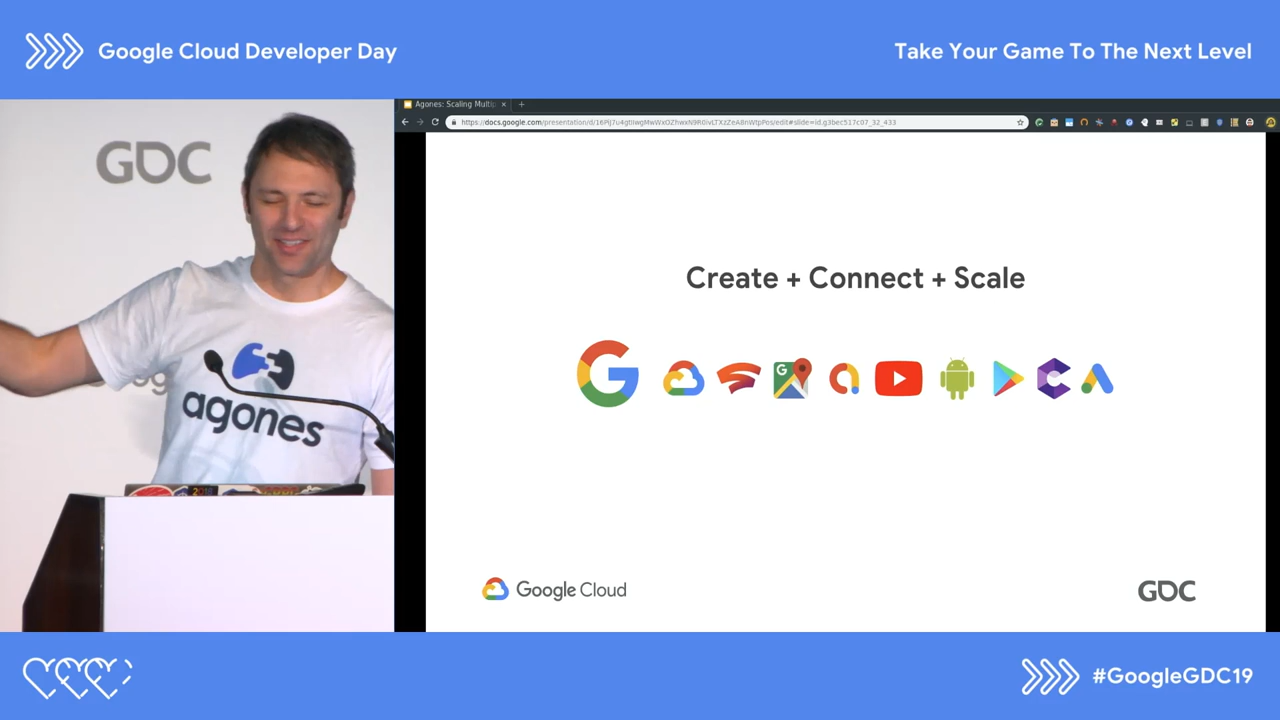 Google Cloud Developer Day
Take Your Game To The Next Level
Agones: Scaling Multip
GDC
agones
Create + Connect + Scale
Google Cloud
GDC
#GoogleGDC19